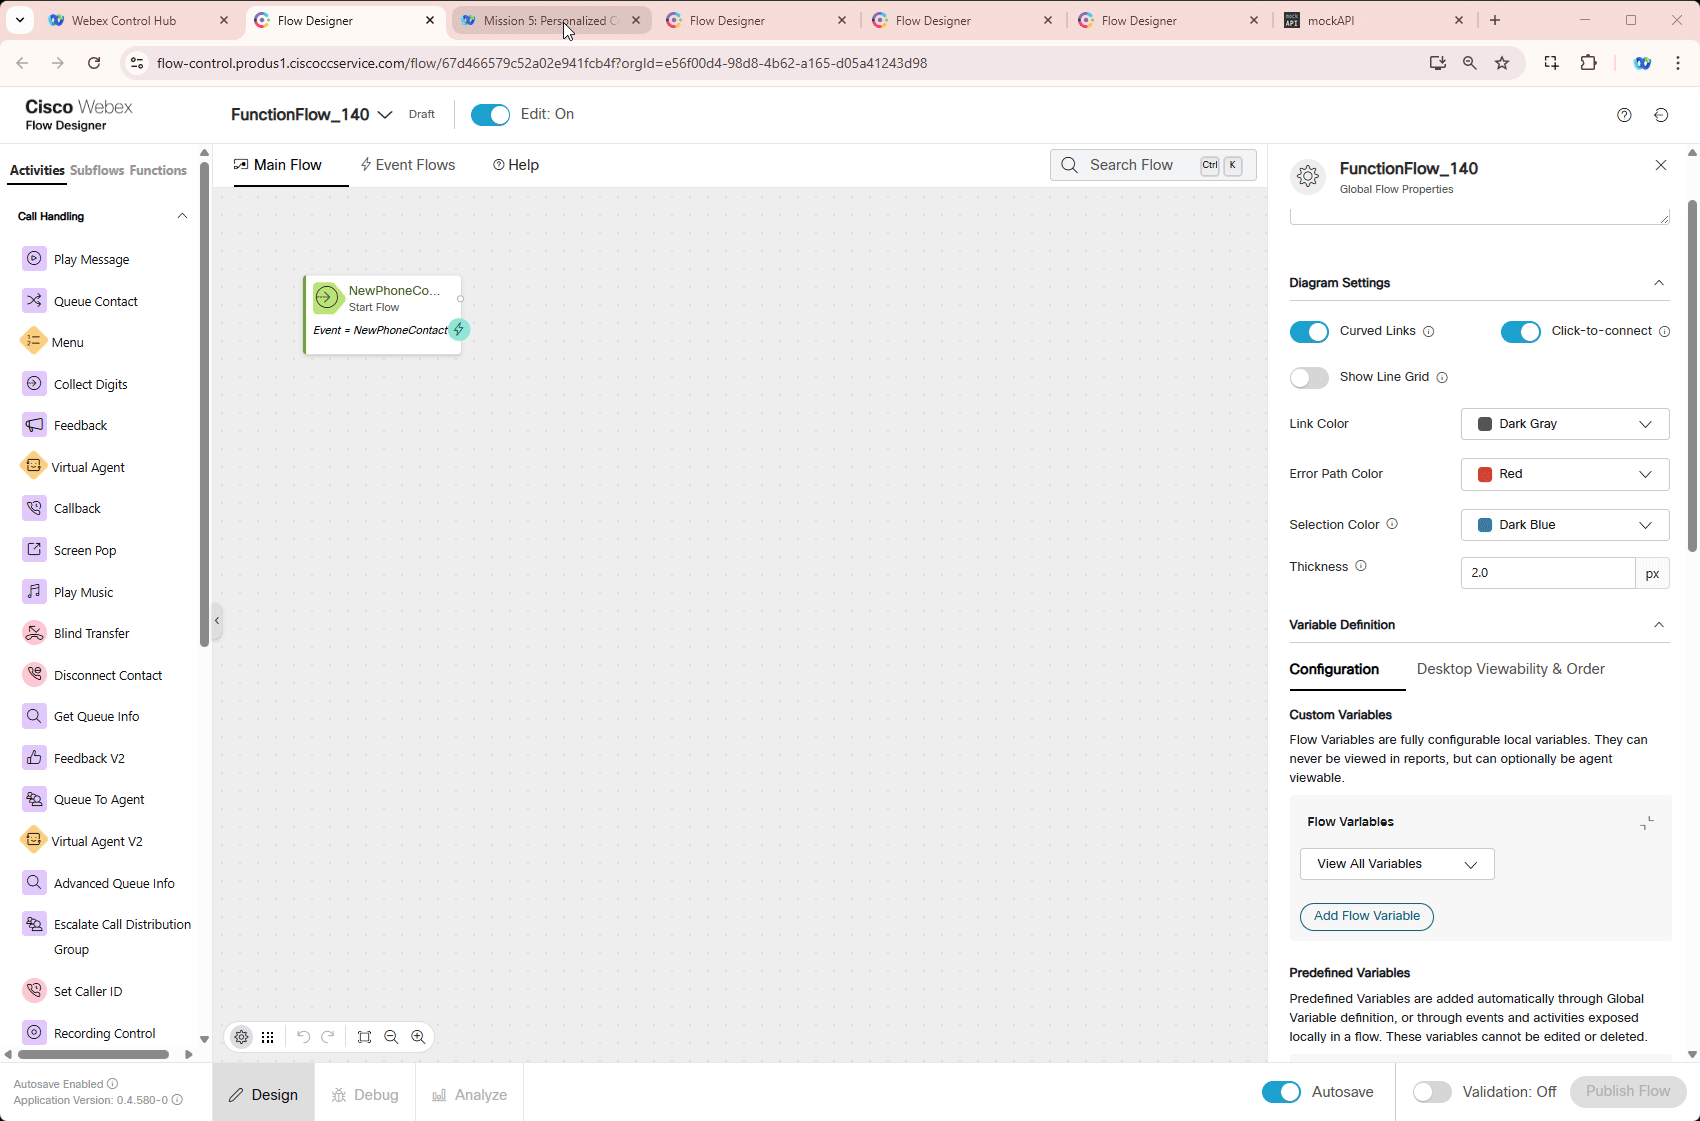 Webex Control Hub
Flow Designer
Mission 5: Personalized C
Flow Designer
Flow Designer
Flow Designer
mockAPI
flow-control.produs1.ciscoccservice.com/flow/67d466579c52a02e941fcb4f?orgId=e56f00d4-98d8-4b62-a165-d05a41243d98
Cisco Webex
Flow Designer
FunctionFlow_140
Draft
Edit: On
Activities
Subflows
Functions
Main Flow
Event Flows
Help
Search Flow
Ctrl
K
Call Handling
Play Message
Queue Contact
Menu
Collect Digits
Feedback
Virtual Agent
Callback
Screen Pop
Play Music
Blind Transfer
Disconnect Contact
Get Queue Info
Feedback V2
Queue To Agent
Virtual Agent V2
Advanced Queue Info
Escalate Call Distribution
Group
Set Caller ID
Recording Control
NewPhoneCo...
Start Flow
Event = NewPhoneContact
FunctionFlow_140
Global Flow Properties
Diagram Settings
Curved Links
Click-to-connect
Show Line Grid
Link Color
Dark Gray
Error Path Color
Red
Selection Color
Dark Blue
Thickness
2.0
px
Variable Definition
Configuration
Desktop Viewability & Order
Custom Variables
Flow Variables are fully configurable local variables. They can
never be viewed in reports, but can optionally be agent
viewable.
Flow Variables
View All Variables
Add Flow Variable
Predefined Variables
Predefined Variables are added automatically through Global
Variable definition, or through events and activities exposed
locally in a flow. These variables cannot be edited or deleted.
Autosave Enabled
Application Version: 0.4.580-0
Design
Debug
Analyze
Autosave
Validation: Off
Publish Flow